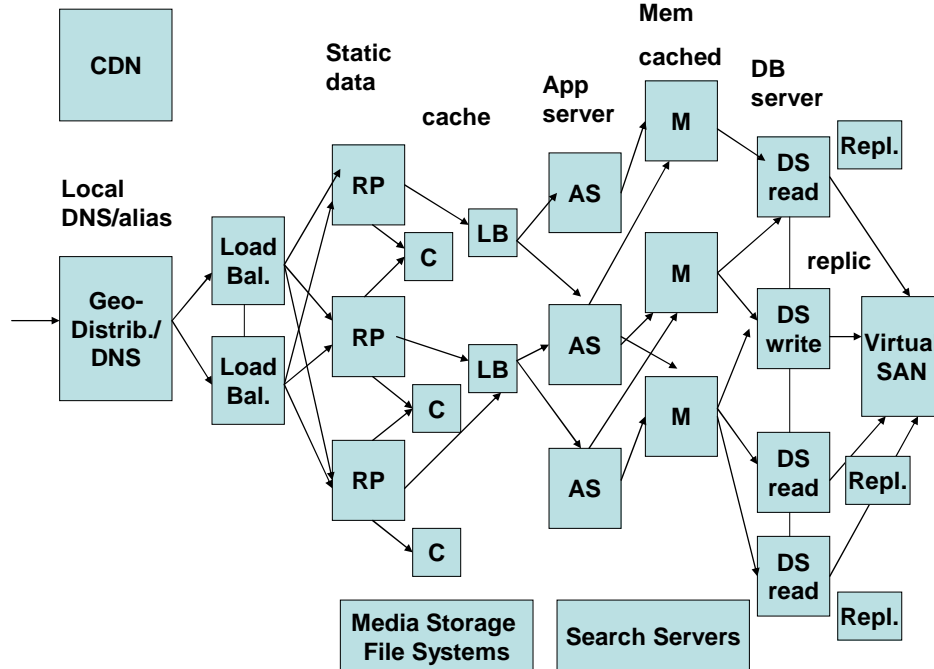 CDN
Static
data
cache
App
server
Mem
cached
DB
server
Local
DNS/alias
Geo-
Distrib./
DNS
Load
Bal.
Load
Bal.
RP
RP
RP
C
C
C
LB
LB
AS
AS
AS
M
M
M
DS
read
DS
write
DS
read
DS
read
Repl.
replic
Repl.
Repl.
Virtual
SAN
Media Storage
File Systems
Search Servers